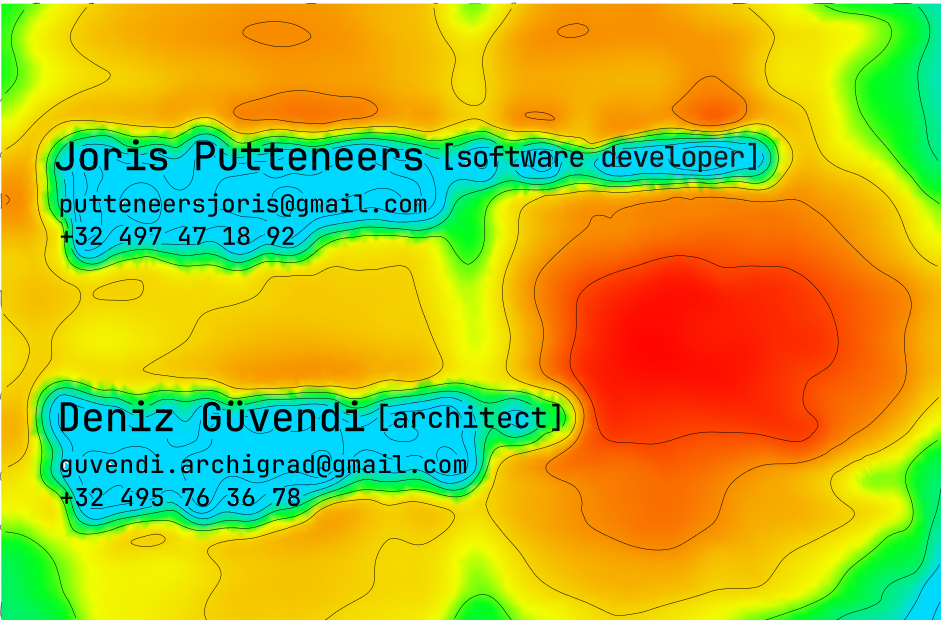 Joris Putteneers [software developer]
putteneersjoris@gmail.com
+32 497 47 18 92
Deniz Güvendi [architect]
guvendi.archigrad@gmail.com
+32 495 76 36 78